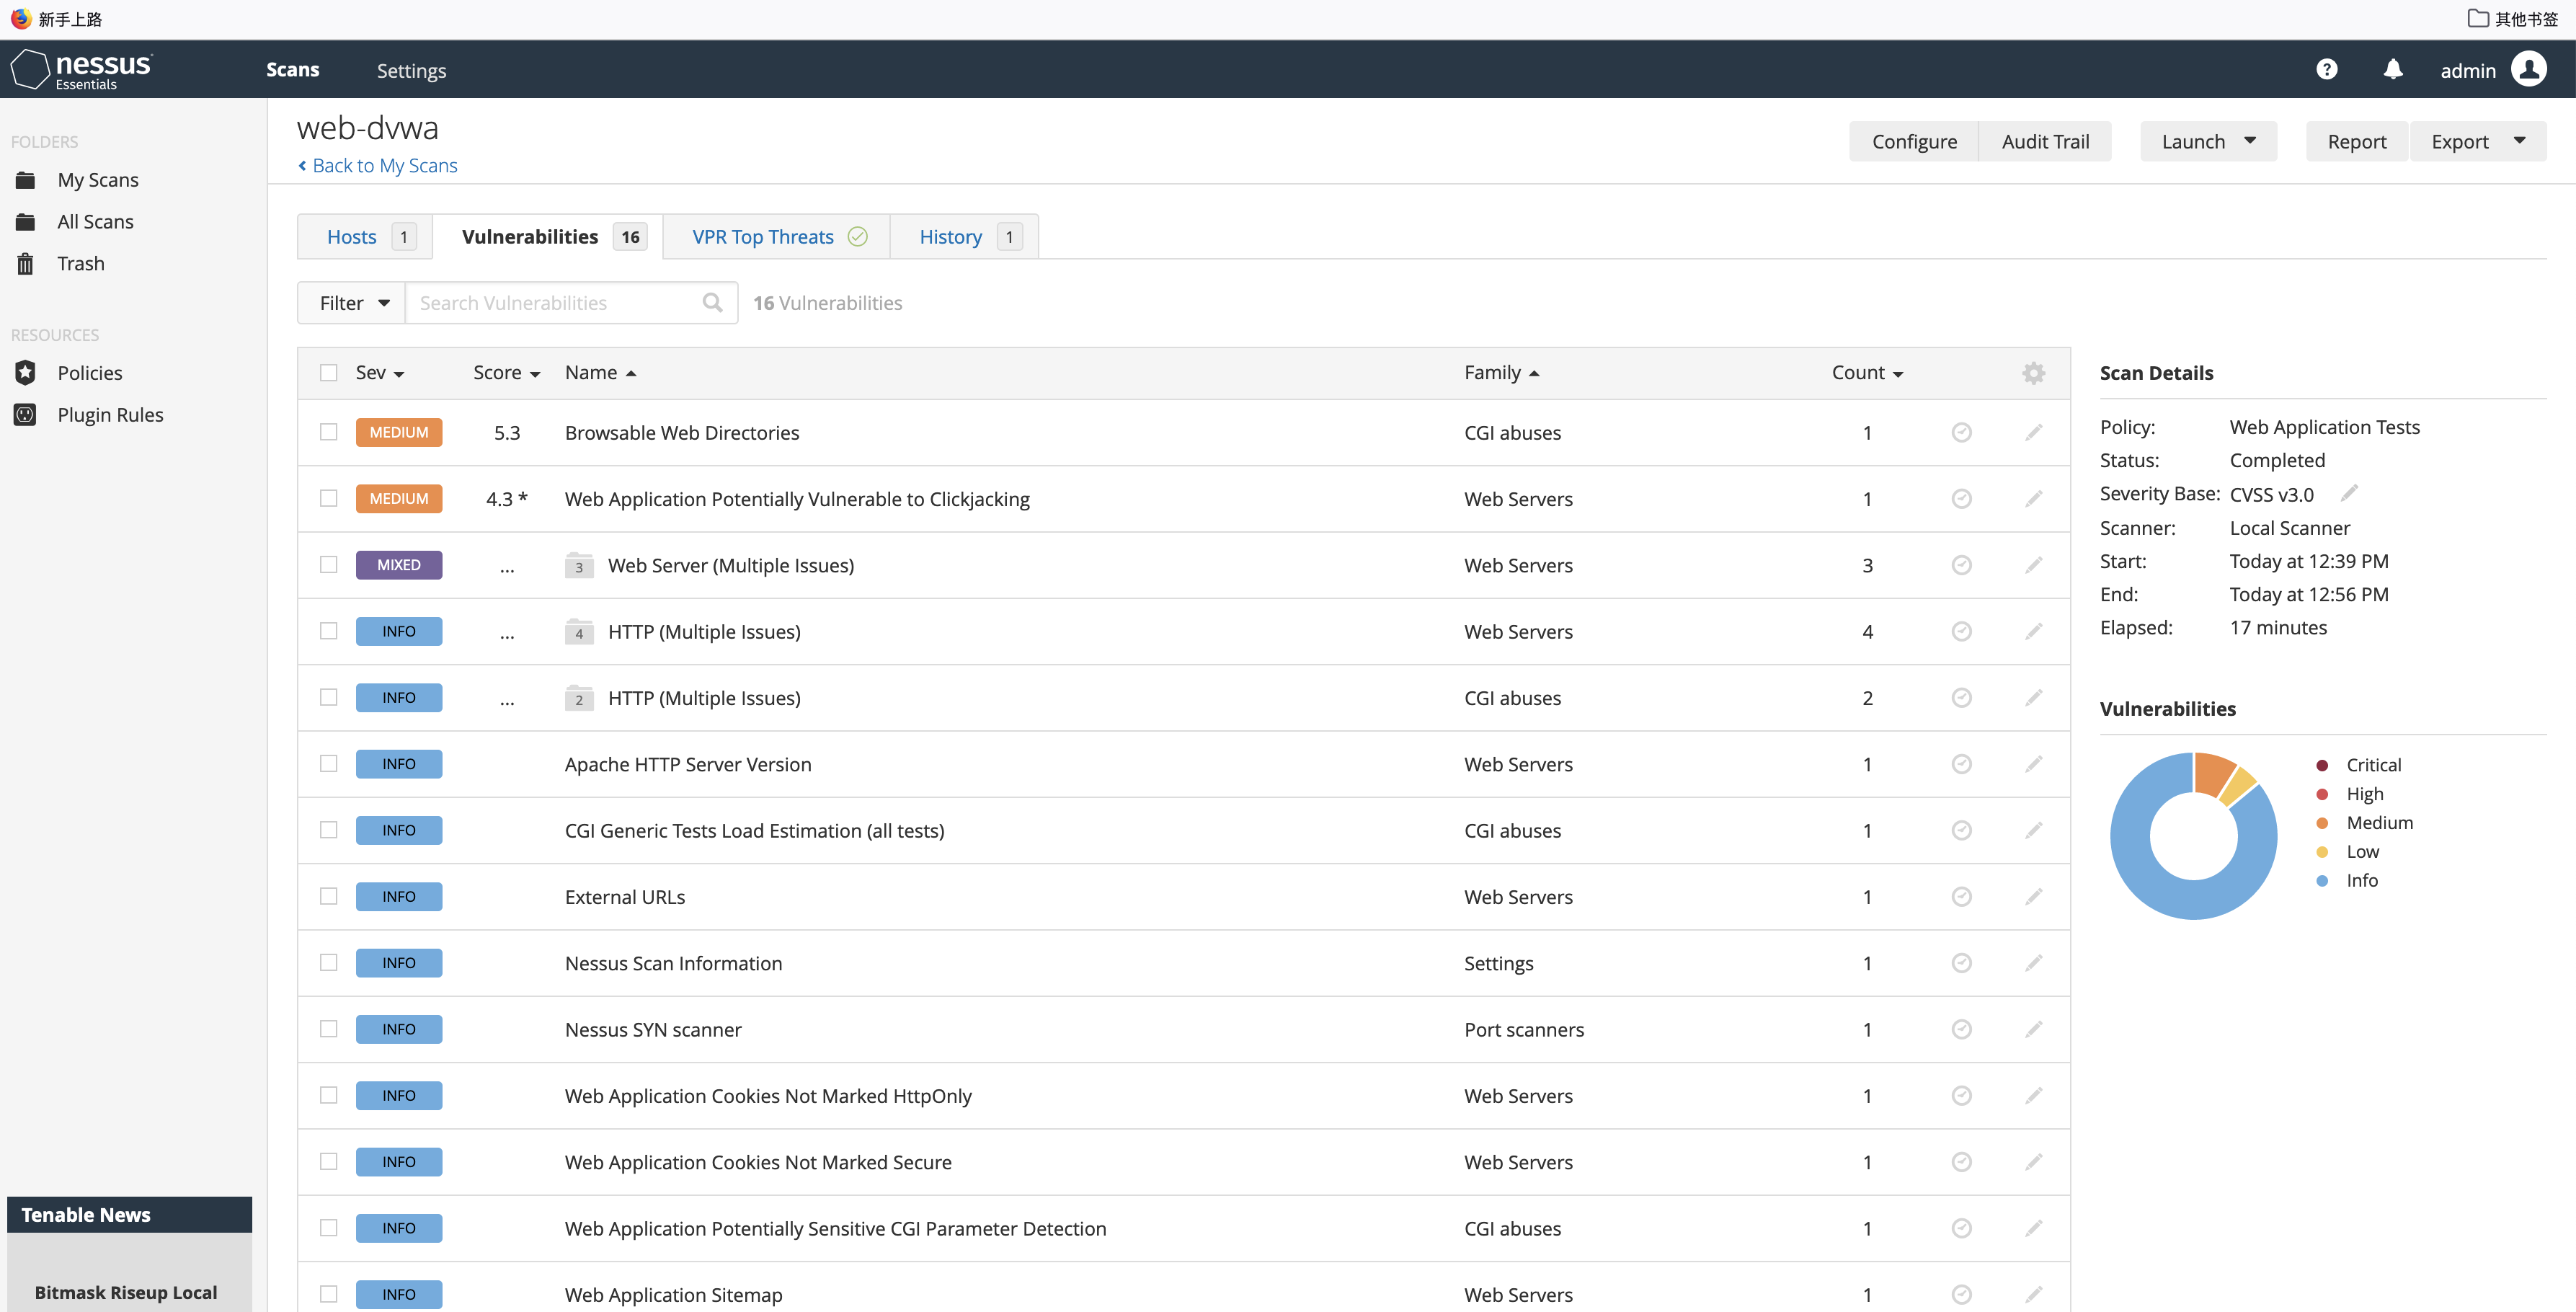 新手上路
其他书签
nessus Essentials
Scans
Settings
admin
FOLDERS
My Scans
All Scans
Trash
RESOURCES
Policies
Plugin Rules
Tenable News
Bitmask Riseup Local
web-dvwa
Back to My Scans
Configure
Audit Trail
Launch
Report
Export
Hosts 1
Vulnerabilities 16
VPR Top Threats
History 1
Filter
Search Vulnerabilities
16 Vulnerabilities
Sev Score Name Family Count
MEDIUM 5.3 Browsable Web Directories CGI abuses 1
MEDIUM 4.3 * Web Application Potentially Vulnerable to Clickjacking Web Servers 1
MIXED ... 3 Web Server (Multiple Issues) Web Servers 3
INFO ... 4 HTTP (Multiple Issues) Web Servers 4
INFO ... 2 HTTP (Multiple Issues) CGI abuses 2
INFO Apache HTTP Server Version Web Servers 1
INFO CGI Generic Tests Load Estimation (all tests) CGI abuses 1
INFO External URLs Web Servers 1
INFO Nessus Scan Information Settings 1
INFO Nessus SYN scanner Port scanners 1
INFO Web Application Cookies Not Marked HttpOnly Web Servers 1
INFO Web Application Cookies Not Marked Secure Web Servers 1
INFO Web Application Potentially Sensitive CGI Parameter Detection CGI abuses 1
INFO Web Application Sitemap Web Servers 1
Scan Details
Policy: Web Application Tests
Status: Completed
Severity Base: CVSS v3.0
Scanner: Local Scanner
Start: Today at 12:39 PM
End: Today at 12:56 PM
Elapsed: 17 minutes
Vulnerabilities
Critical
High
Medium
Low
Info